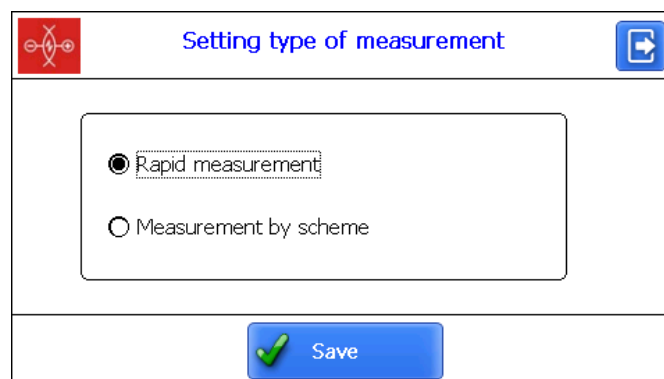 Setting type of measurement
Rapid measurement
Measurement by scheme
Save